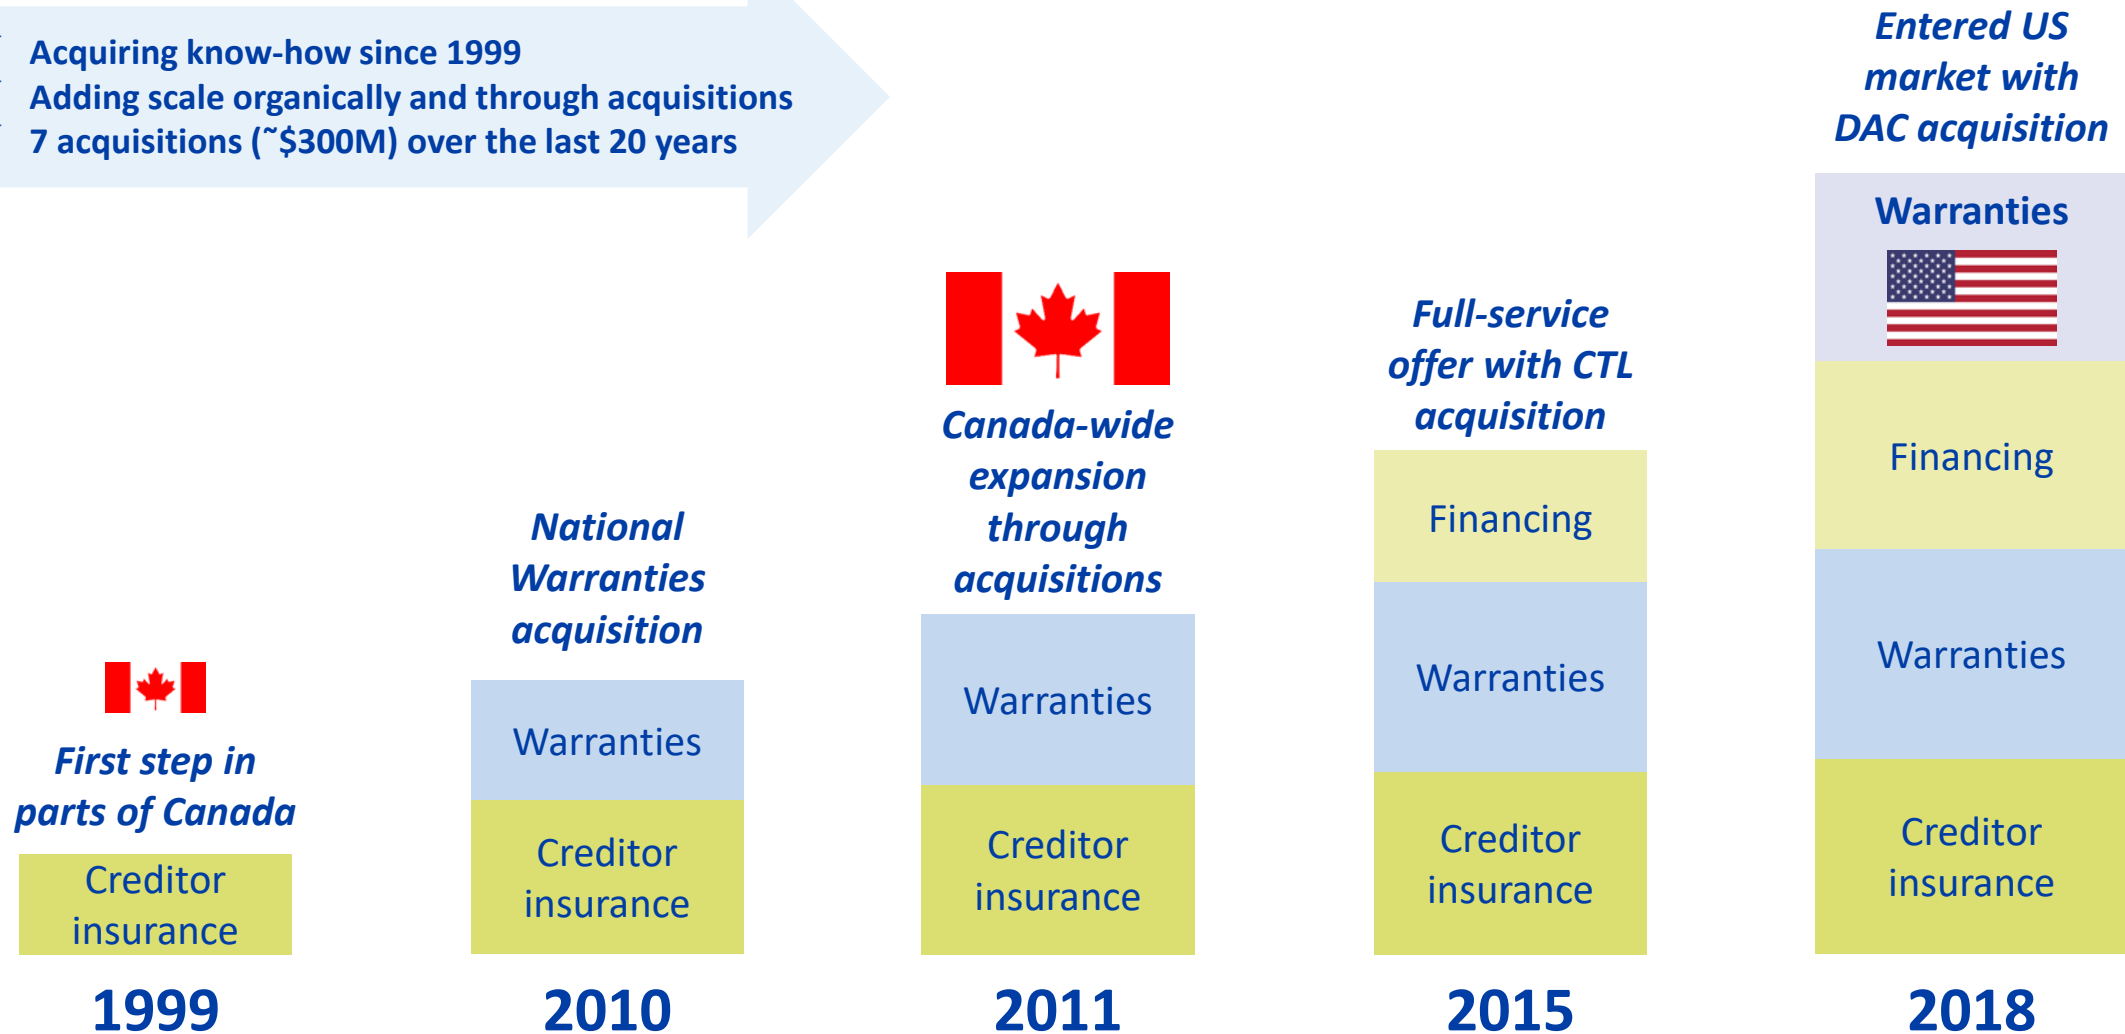 Acquiring know-how since 1999
Adding scale organically and through acquisitions
7 acquisitions (~$300M) over the last 20 years
First step in
parts of Canada
Creditor
insurance
1999
National
Warranties
acquisition
Warranties
Creditor
insurance
2010
Canada-wide
expansion
through
acquisitions
Warranties
Creditor
insurance
2011
Full-service
offer with CTL
acquisition
Financing
Warranties
Creditor
insurance
2015
Entered US
market with
DAC acquisition
Warranties
Financing
Warranties
Creditor
insurance
2018